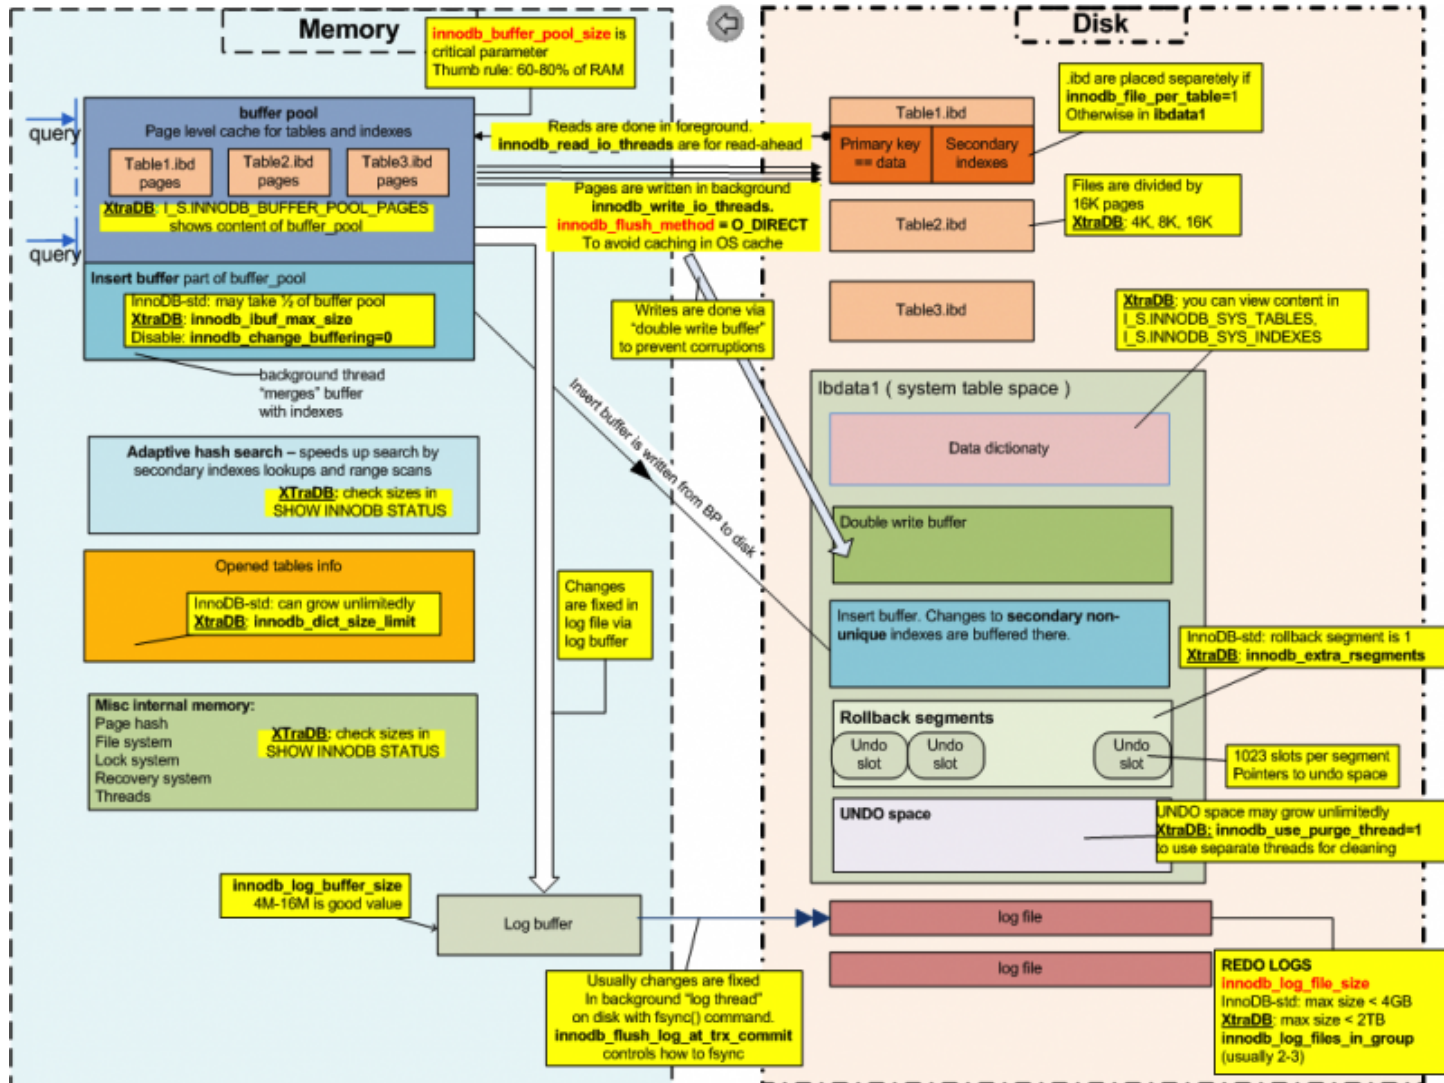 Memory
innodb_buffer_pool_size is
critical parameter
Thumb rule: 60-80% of RAM
query
buffer pool
Page level cache for tables and indexes
Table1.ibd
pages
Table2.ibd
pages
Table3.ibd
pages
XtraDB: I_S.INNODB_BUFFER_POOL_PAGES
shows content of buffer_pool
query
Insert buffer part of buffer_pool
InnoDB-std: may take ½ of buffer pool
XtraDB: innodb_ibuf_max_size
Disable: innodb_change_buffering=0
background thread
"merges" buffer
with indexes
Adaptive hash search – speeds up search by
secondary indexes lookups and range scans
XTraDB: check sizes in
SHOW INNODB STATUS
Opened tables info
InnoDB-std: can grow unlimitedly
XtraDB: innodb_dict_size_limit
Misc internal memory:
Page hash
File system
Lock system
Recovery system
Threads
XTraDB: check sizes in
SHOW INNODB STATUS
innodb_log_buffer_size
4M-16M is good value
Log buffer
Reads are done in foreground.
innodb_read_io_threads are for read-ahead
Pages are written in background
innodb_write_io_threads.
innodb_flush_method = O_DIRECT
To avoid caching in OS cache
Writes are done via
"double write buffer"
to prevent corruptions
Insert buffer is written from BP to disk
Changes
are fixed in
log file via
log buffer
Usually changes are fixed
In background "log thread"
on disk with fsync() command.
innodb_flush_log_at_trx_commit
controls how to fsync
Disk
.ibd are placed separetely if
innodb_file_per_table=1
Otherwise in ibdata1
Table1.ibd
Primary key
== data
Secondary
indexes
Files are divided by
16K pages
XtraDB: 4K, 8K, 16K
Table2.ibd
Table3.ibd
XtraDB: you can view content in
I_S.INNODB_SYS_TABLES,
I_S.INNODB_SYS_INDEXES
Ibdata1 ( system table space )
Data dictionaty
Double write buffer
Insert buffer. Changes to secondary non-
unique indexes are buffered there.
InnoDB-std: rollback segment is 1
XtraDB: innodb_extra_rsegments
Rollback segments
Undo
slot
Undo
slot
Undo
slot
1023 slots per segment
Pointers to undo space
UNDO space
UNDO space may grow unlimitedly
XtraDB: innodb_use_purge_thread=1
to use separate threads for cleaning
log file
log file
REDO LOGS
innodb_log_file_size
InnoDB-std: max size < 4GB
XtraDB: max size < 2TB
innodb_log_files_in_group
(usually 2-3)